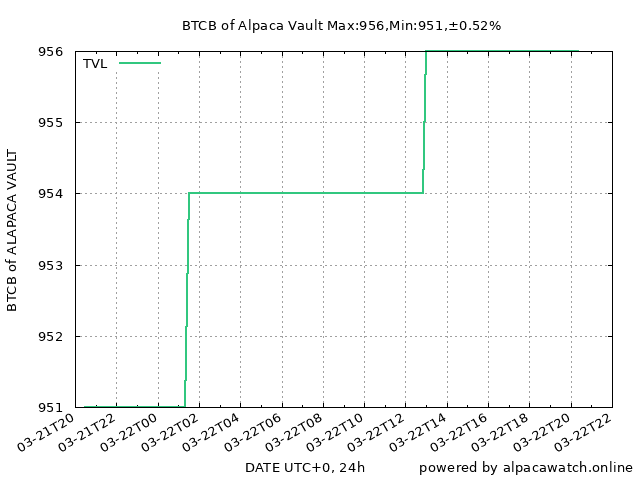 BTCB of Alpaca Vault Max:956,Min:951,±0.52%
TVL
956
955
954
953
952
951
BTCB of ALAPACA VAULT
03-21T20
03-21T22
03-22T00
03-22T02
03-22T04
03-22T06
03-22T08
03-22T10
03-22T12
03-22T14
03-22T16
03-22T18
03-22T20
03-22T22
DATE UTC+0, 24h
powered by alpacawatch.online